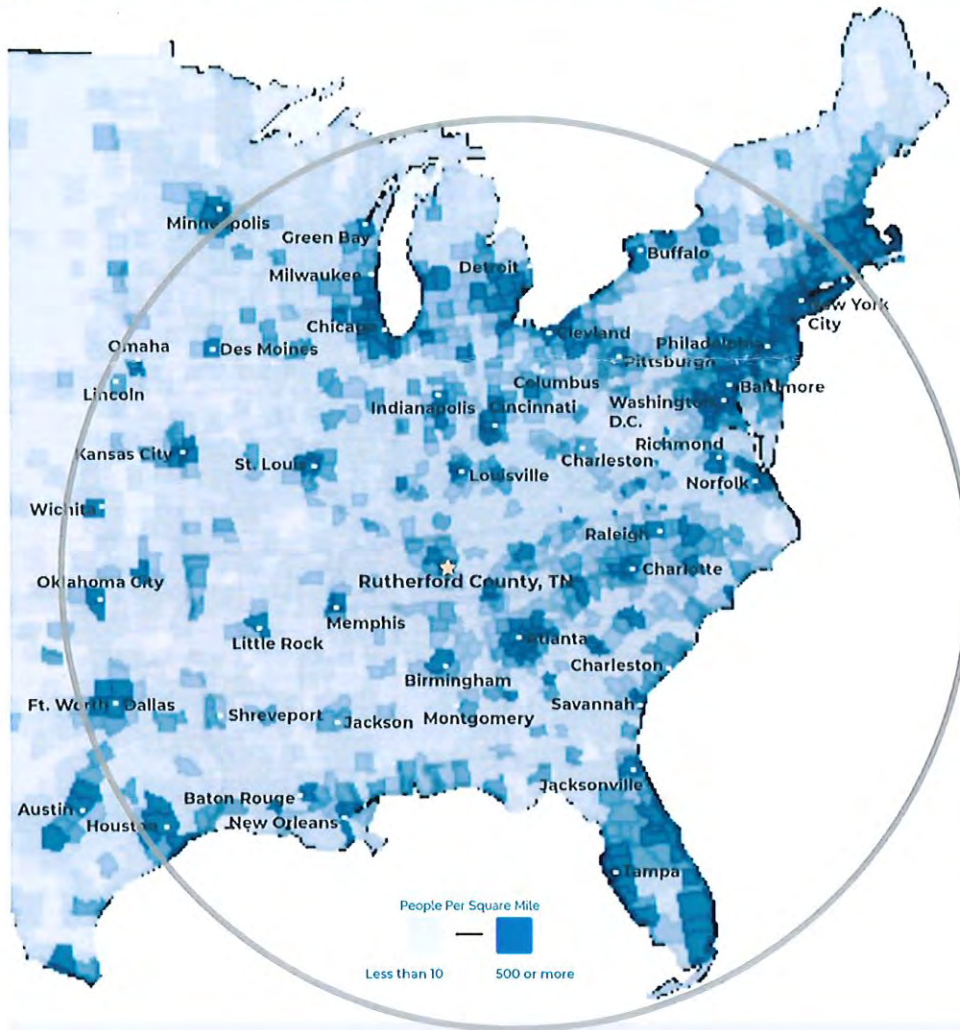 Minneapolis
Green Bay
Milwaukee
Detroit
Buffalo
Chicago
Clevland
New York
City
Omaha
Des Moines
Philadelphia
Pittsburgh
Lincoln
Columbus
Baltimore
Indianapolis
Cincinnati
Washington
D.C.
Kansas City
St. Louis
Charleston
Richmond
Louisville
Norfolk
Wichita
Raleigh
Oklahoma City
Rutherford County, TN
Charlotte
Memphis
Little Rock
Atlanta
Birmingham
Charleston
Ft. Worth
Dallas
Shreveport
Jackson
Montgomery
Savannah
Jacksonville
Austin
Baton Rouge
Houston
New Orleans
Tampa
People Per Square Mile
Less than 10
500 or more